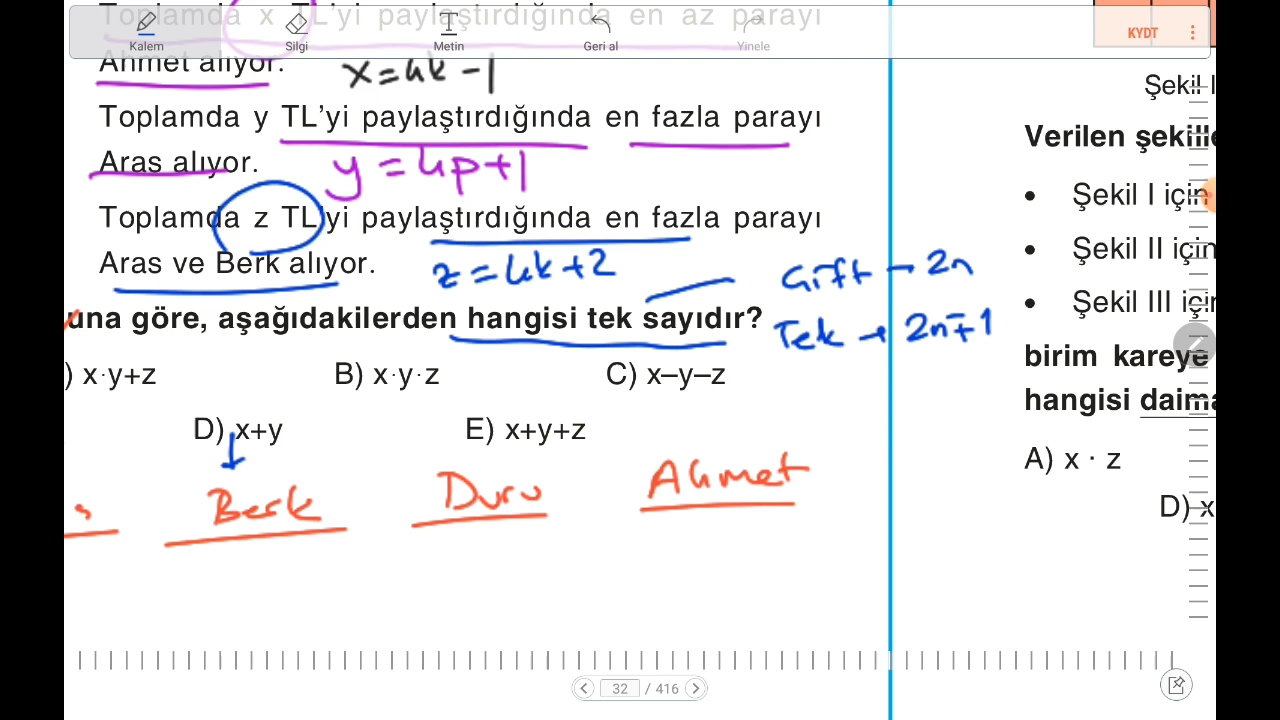 Toplamda x TL'yi paylaştırdığında en az parayı
Kalem
Silgi
Metin
Geri al
Yinele
KYDT
Ahmet alıyor.
x=4k-1
Toplamda y TL'yi paylaştırdığında en fazla parayı
Aras alıyor.
y=4p+1
Toplamda z TL'yi paylaştırdığında en fazla parayı
Aras ve Berk alıyor.
z=4k+2
Çift → 2n
Tek → 2n∓1
una göre, aşağıdakilerden hangisi tek sayıdır?
) x·y+z B) x·y·z C) x–y–z
D) x+y E) x+y+z
s Berk Duru Ahmet
Şekil I
Verilen şekille
• Şekil I için
• Şekil II için
• Şekil III için
birim kareye
hangisi daima
A) x · z
D) x
32 / 416